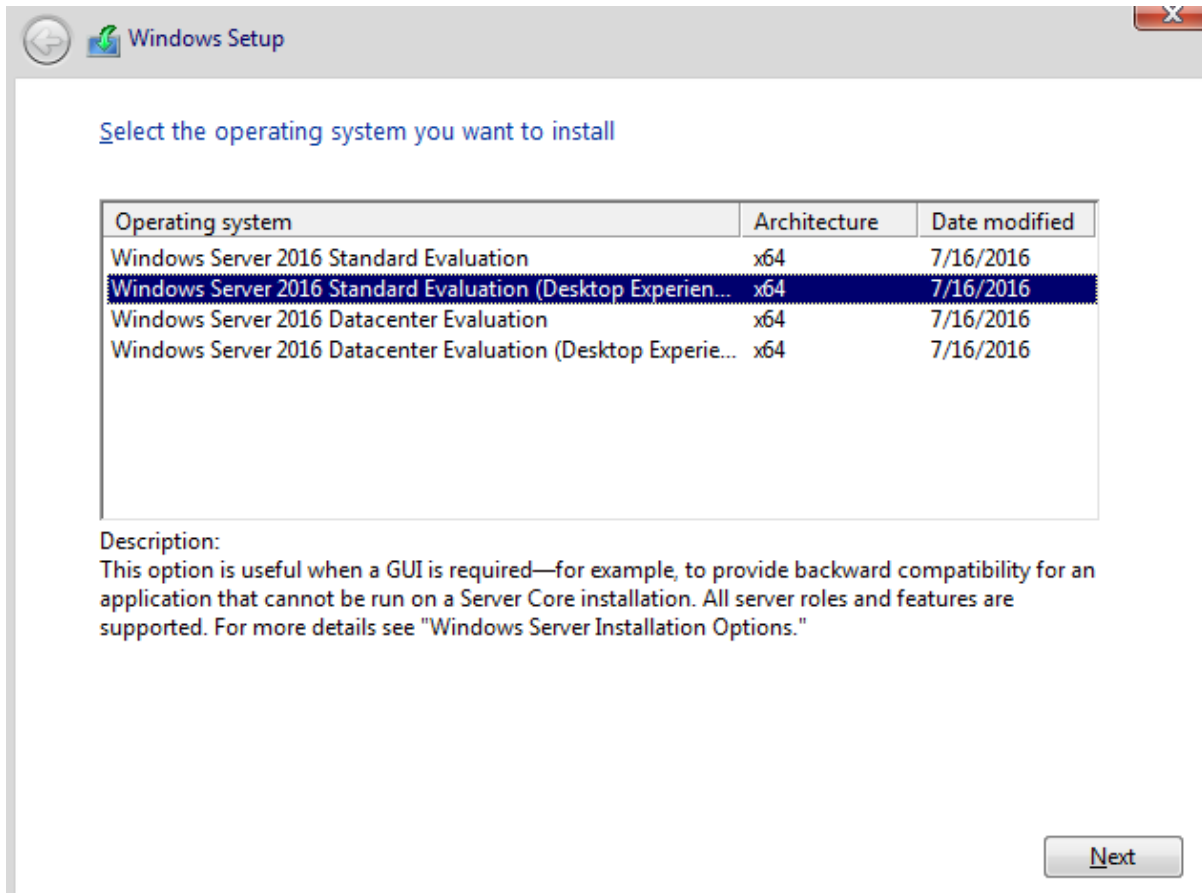 Windows Setup
Select the operating system you want to install
Operating system Architecture Date modified
Windows Server 2016 Standard Evaluation x64 7/16/2016
Windows Server 2016 Standard Evaluation (Desktop Experien... x64 7/16/2016
Windows Server 2016 Datacenter Evaluation x64 7/16/2016
Windows Server 2016 Datacenter Evaluation (Desktop Experie... x64 7/16/2016
Description:
This option is useful when a GUI is required—for example, to provide backward compatibility for an
application that cannot be run on a Server Core installation. All server roles and features are
supported. For more details see "Windows Server Installation Options."
Next